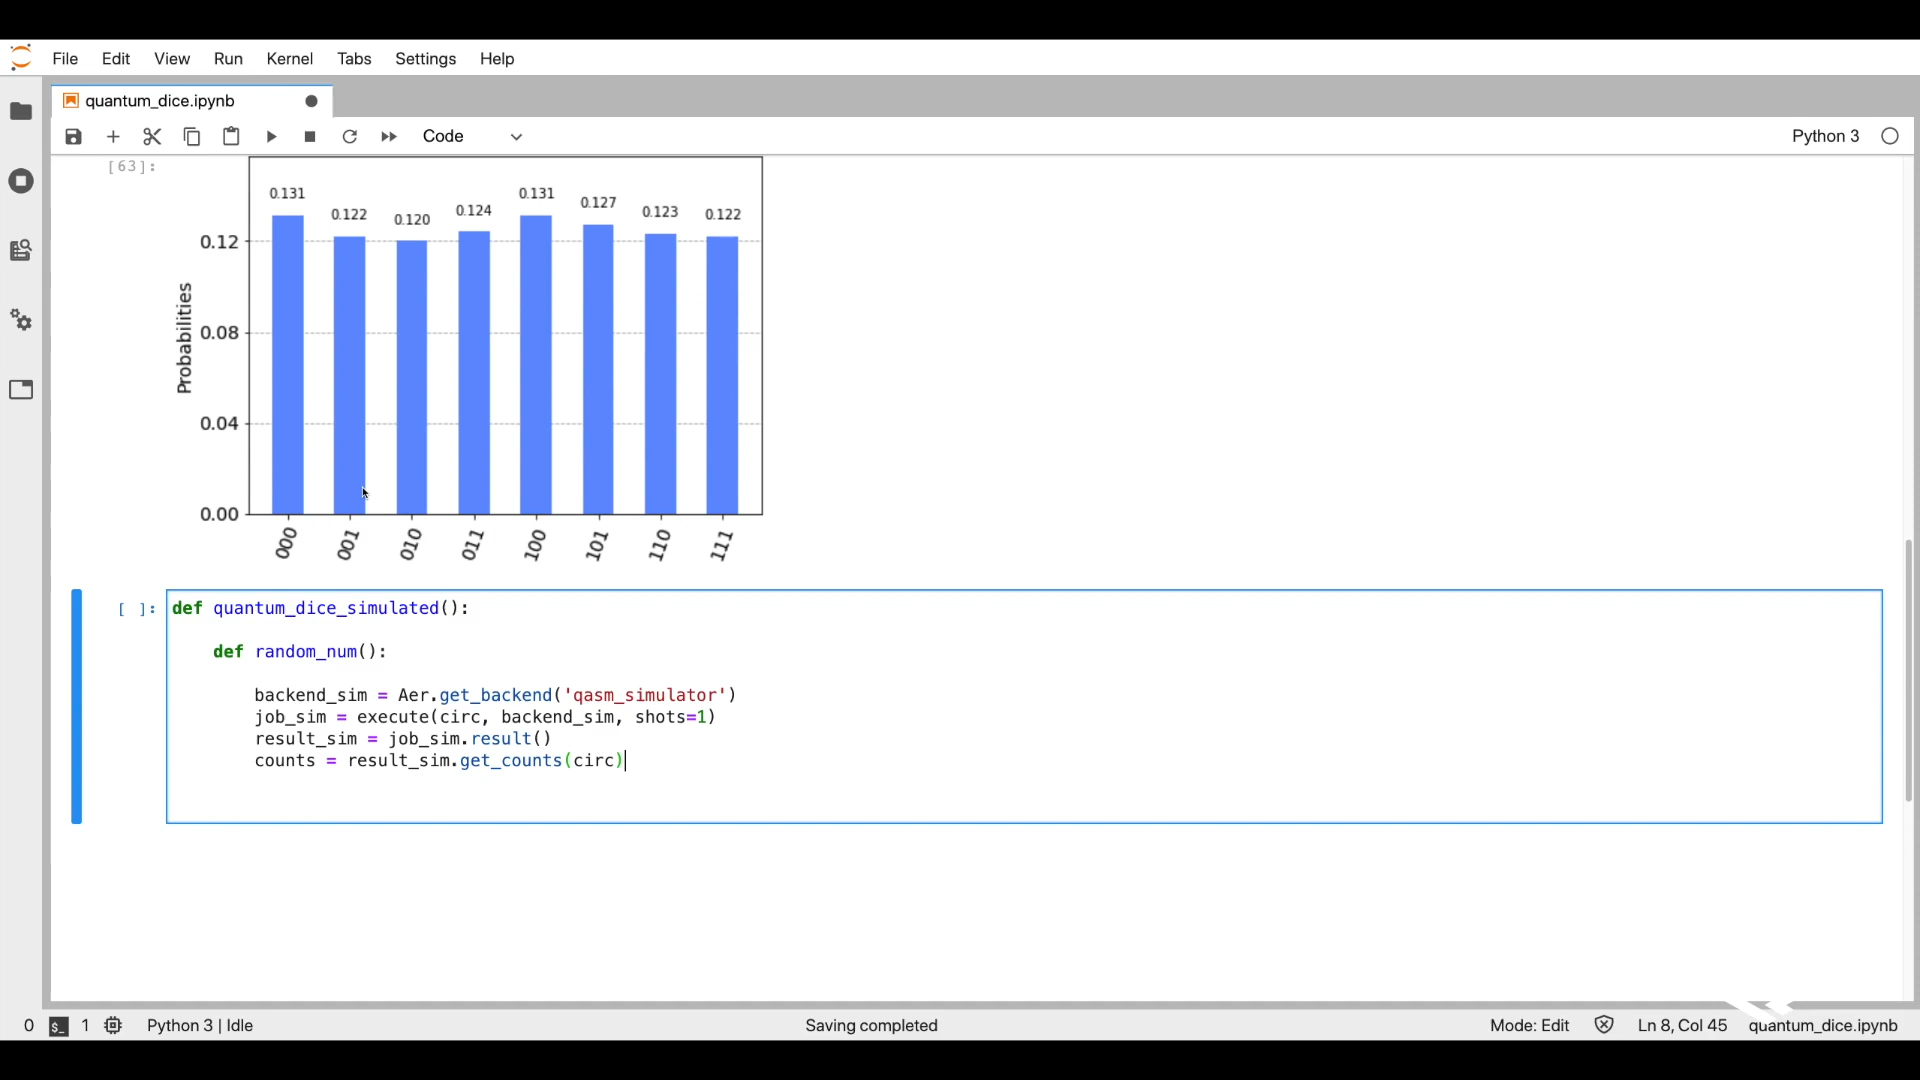 File Edit View Run Kernel Tabs Settings Help
quantum_dice.ipynb
Code
Python 3
[63]:
0.131 0.122 0.120 0.124 0.131 0.127 0.123 0.122
0.12
0.08
0.04
0.00
Probabilities
000 001 010 011 100 101 110 111
[ ]: def quantum_dice_simulated():
def random_num():
backend_sim = Aer.get_backend('qasm_simulator')
job_sim = execute(circ, backend_sim, shots=1)
result_sim = job_sim.result()
counts = result_sim.get_counts(circ)
0 $_ 1 Python 3 | Idle Saving completed Mode: Edit Ln 8, Col 45 quantum_dice.ipynb